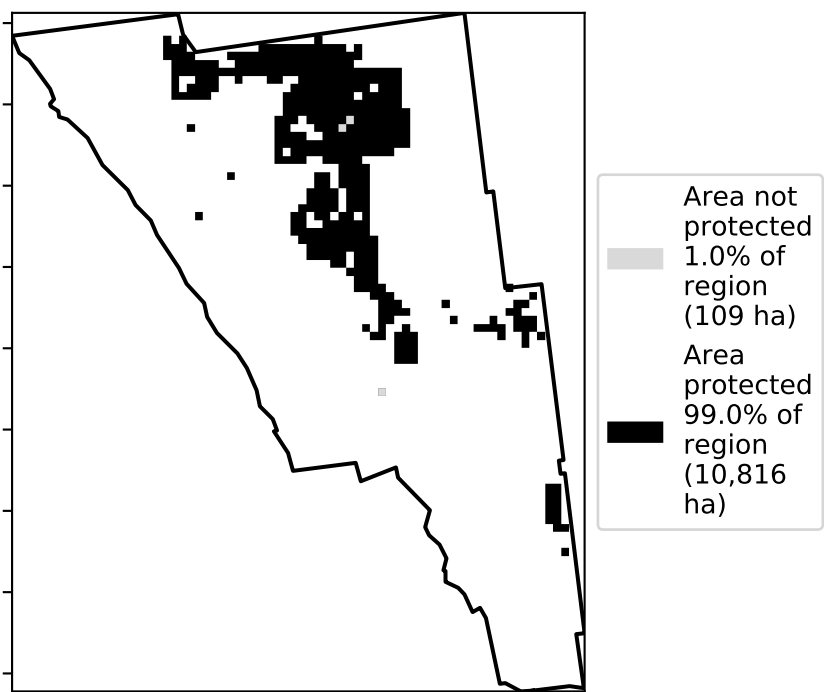 Area not
protected
1.0% of
region
(109 ha)
Area
protected
99.0% of
region
(10,816
ha)